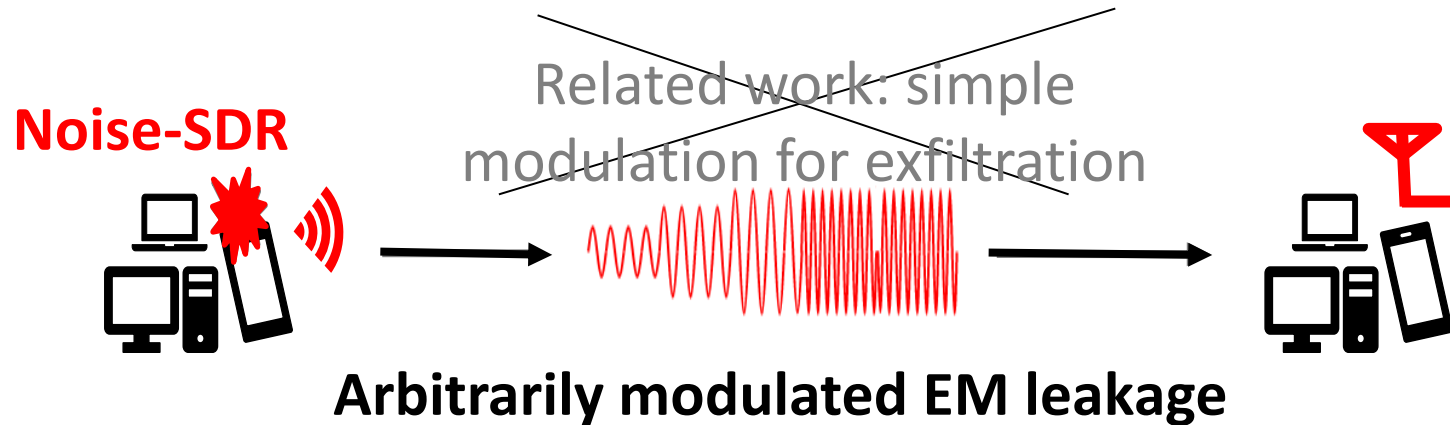 Related work: simple
modulation for exfiltration
Noise-SDR
Arbitrarily modulated EM leakage